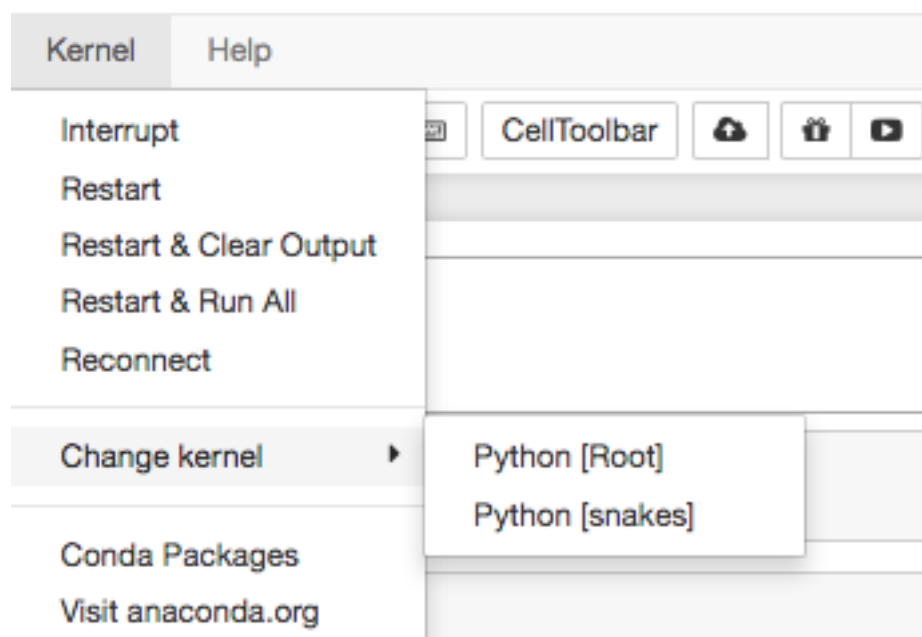 Kernel Help
Interrupt
CellToolbar
Restart
Restart & Clear Output
Restart & Run All
Reconnect
Change kernel
Python [Root]
Python [snakes]
Conda Packages
Visit anaconda.org